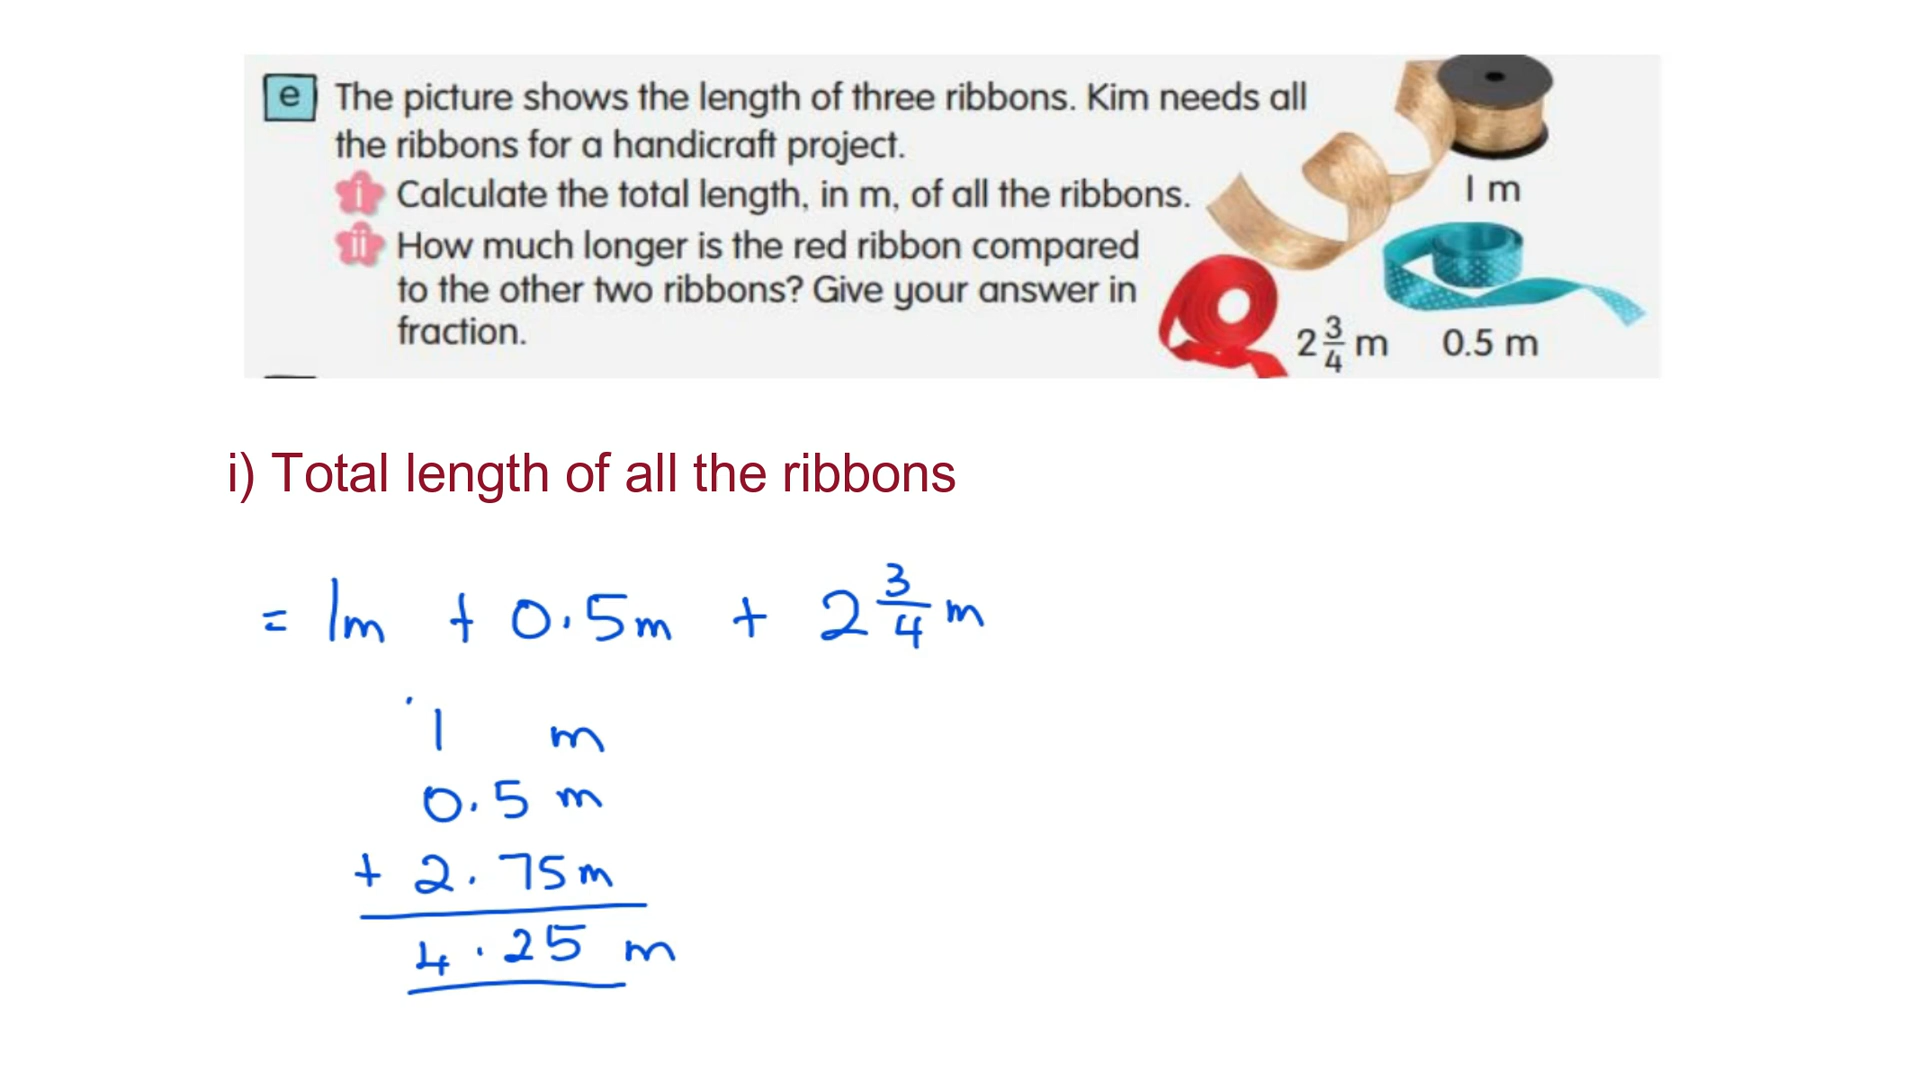 e The picture shows the length of three ribbons. Kim needs all
the ribbons for a handicraft project.
i Calculate the total length, in m, of all the ribbons.
ii How much longer is the red ribbon compared
to the other two ribbons? Give your answer in
fraction.
1 m
2 3/4 m 0.5 m
i) Total length of all the ribbons
= 1m + 0.5m + 2 3/4 m
1 m
0.5 m
+ 2.75m
4.25 m